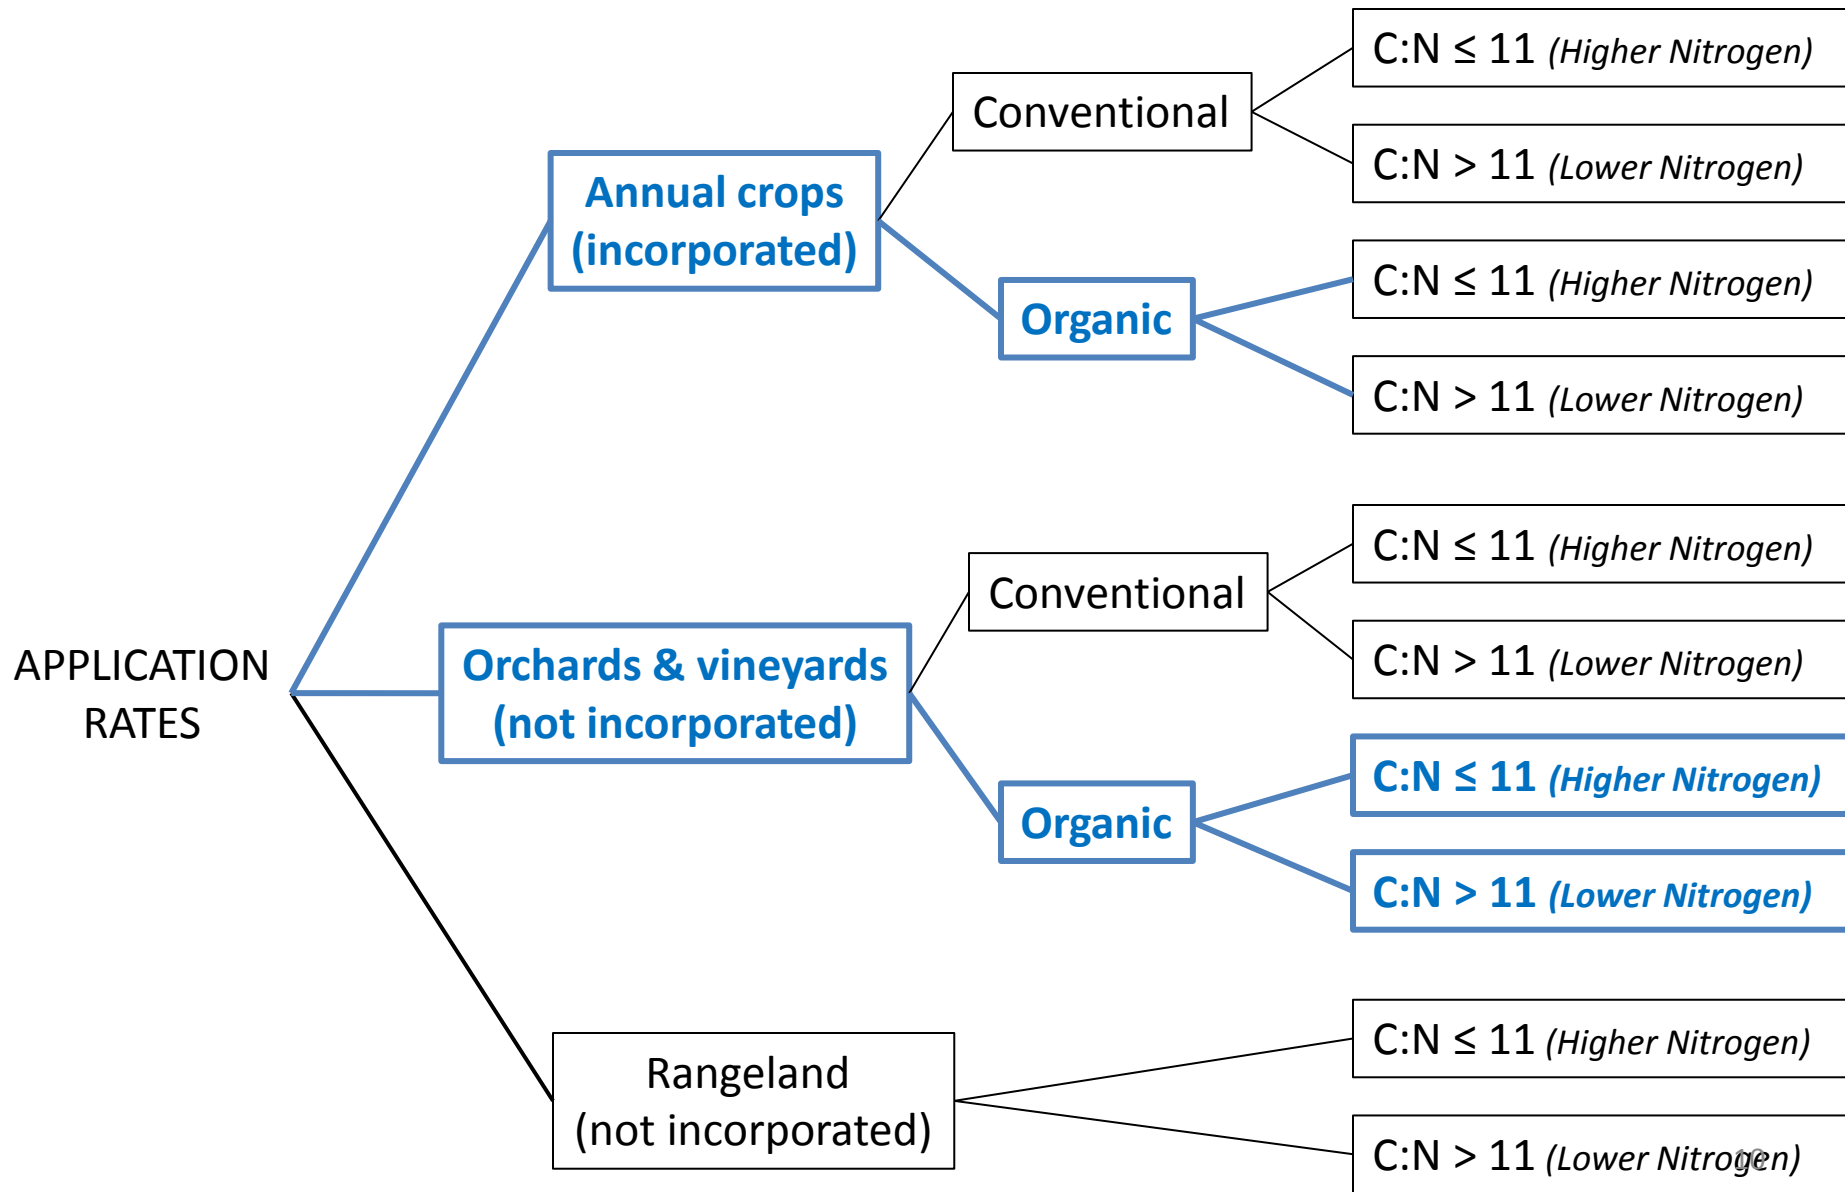 APPLICATION
RATES
Annual crops
(incorporated)
Conventional
C:N ≤ 11 (Higher Nitrogen)
C:N > 11 (Lower Nitrogen)
Organic
C:N ≤ 11 (Higher Nitrogen)
C:N > 11 (Lower Nitrogen)
Orchards & vineyards
(not incorporated)
Conventional
C:N ≤ 11 (Higher Nitrogen)
C:N > 11 (Lower Nitrogen)
Organic
C:N ≤ 11 (Higher Nitrogen)
C:N > 11 (Lower Nitrogen)
Rangeland
(not incorporated)
C:N ≤ 11 (Higher Nitrogen)
C:N > 11 (Lower Nitrogen)
10